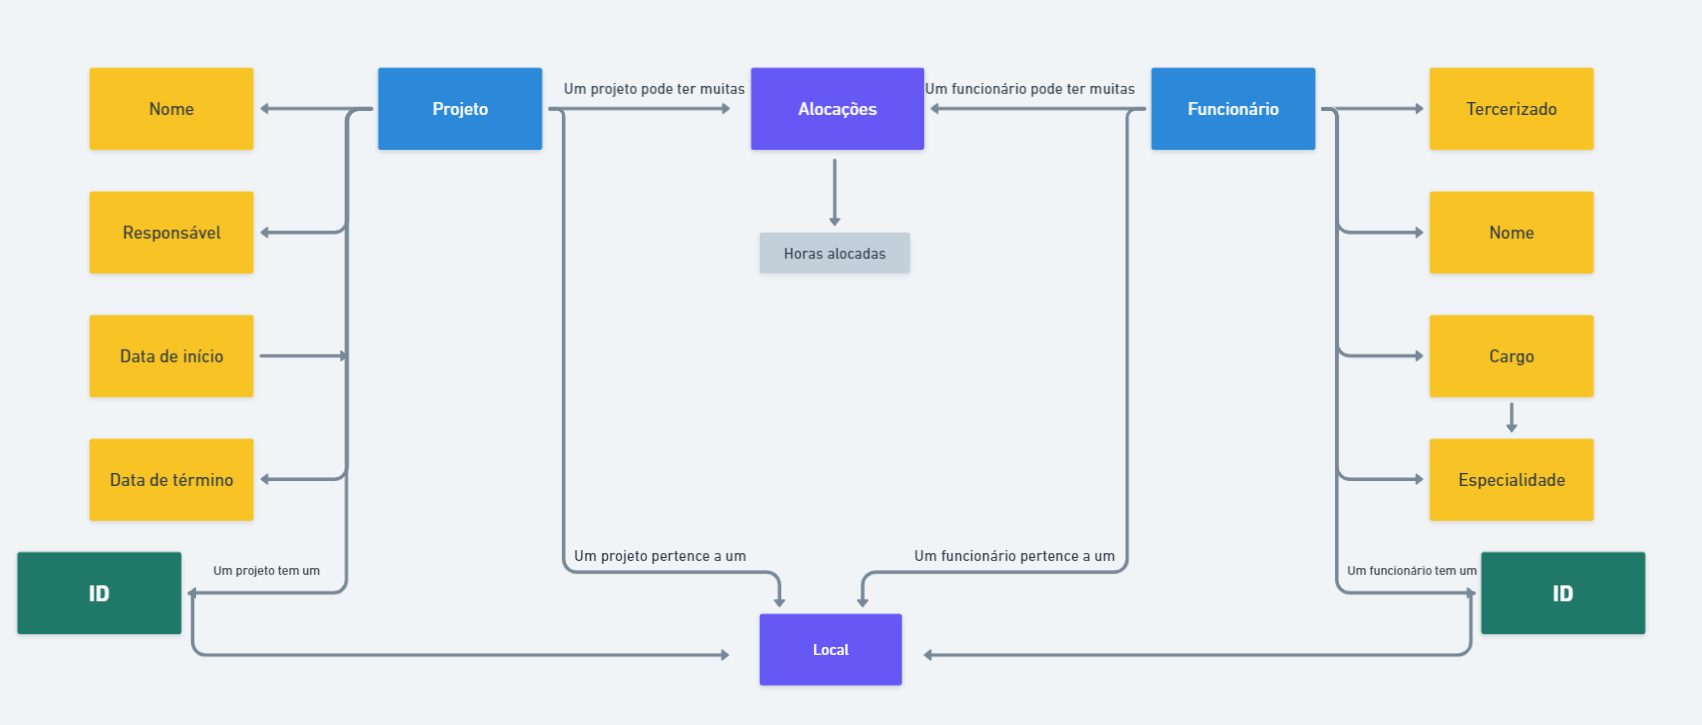 Nome
Projeto
Um projeto pode ter muitas
Alocações
Um funcionário pode ter muitas
Funcionário
Tercerizado
Responsável
Horas alocadas
Nome
Data de início
Cargo
Data de término
Especialidade
Um projeto pertence a um
Um funcionário pertence a um
ID
Um projeto tem um
Um funcionário tem um
ID
Local